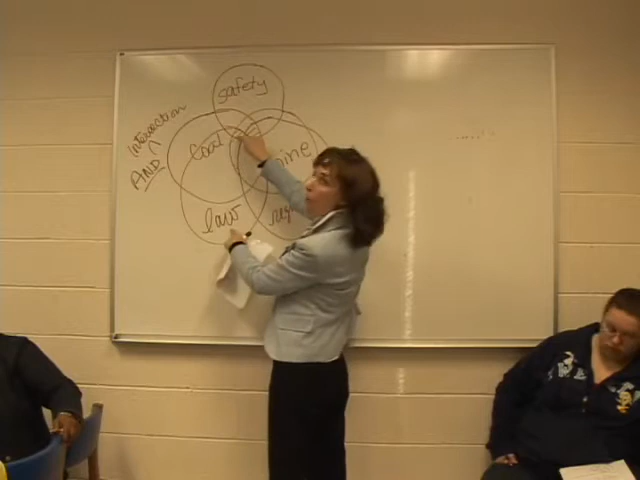 safety
intersection
AND
coal
mine
law